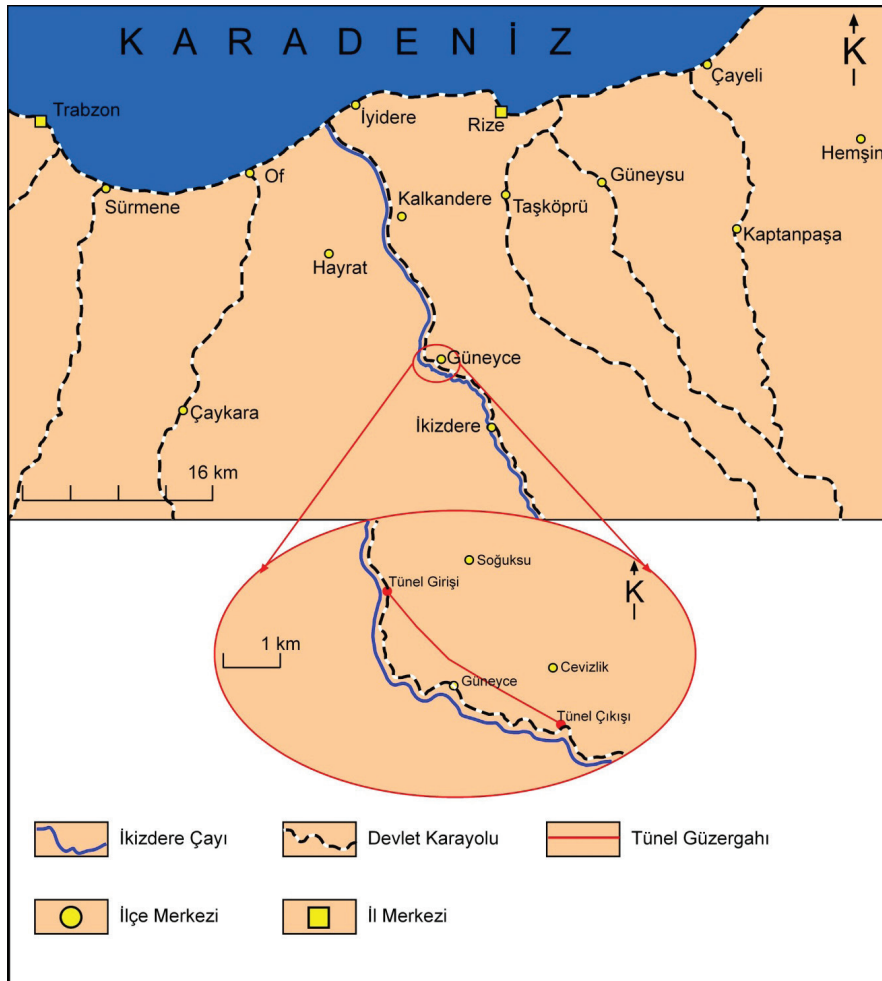 KARADENİZ
K
Trabzon
İyidere
Rize
Çayeli
Hemşin
Sürmene
Of
Kalkandere
Taşköprü
Güneysu
Kaptanpaşa
Hayrat
Güneyce
Çaykara
İkizdere
16 km
Soğuksu
Tünel Girişi
K
1 km
Cevizlik
Güneyce
Tünel Çıkışı
İkizdere Çayı
Devlet Karayolu
Tünel Güzergahı
İlçe Merkezi
İl Merkezi